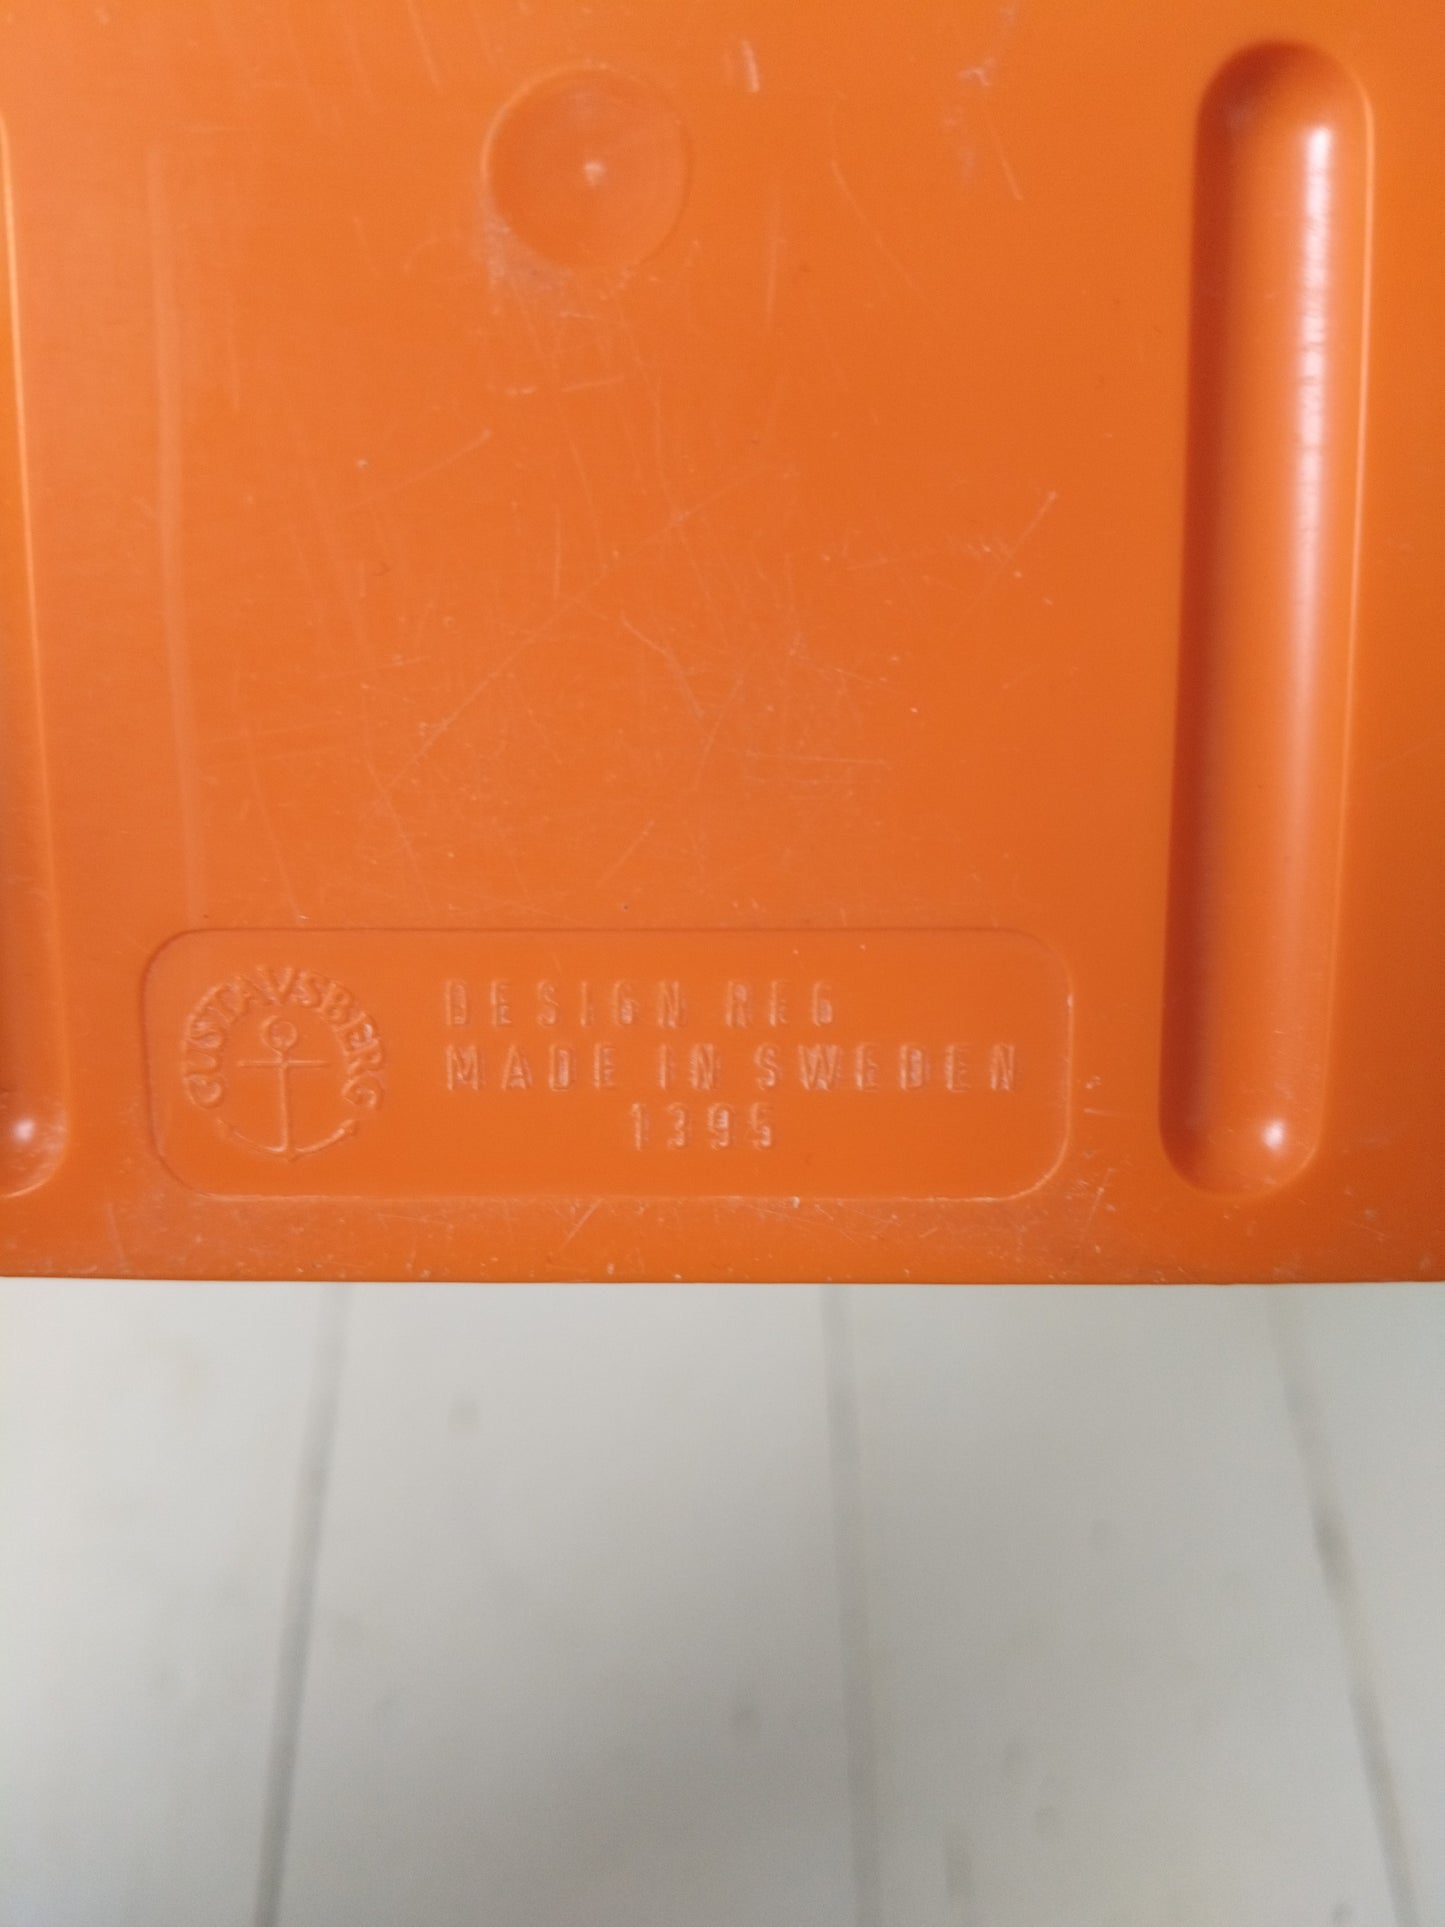 GUSTAVSBERG
DESIGN REG
MADE IN SWEDEN
1395